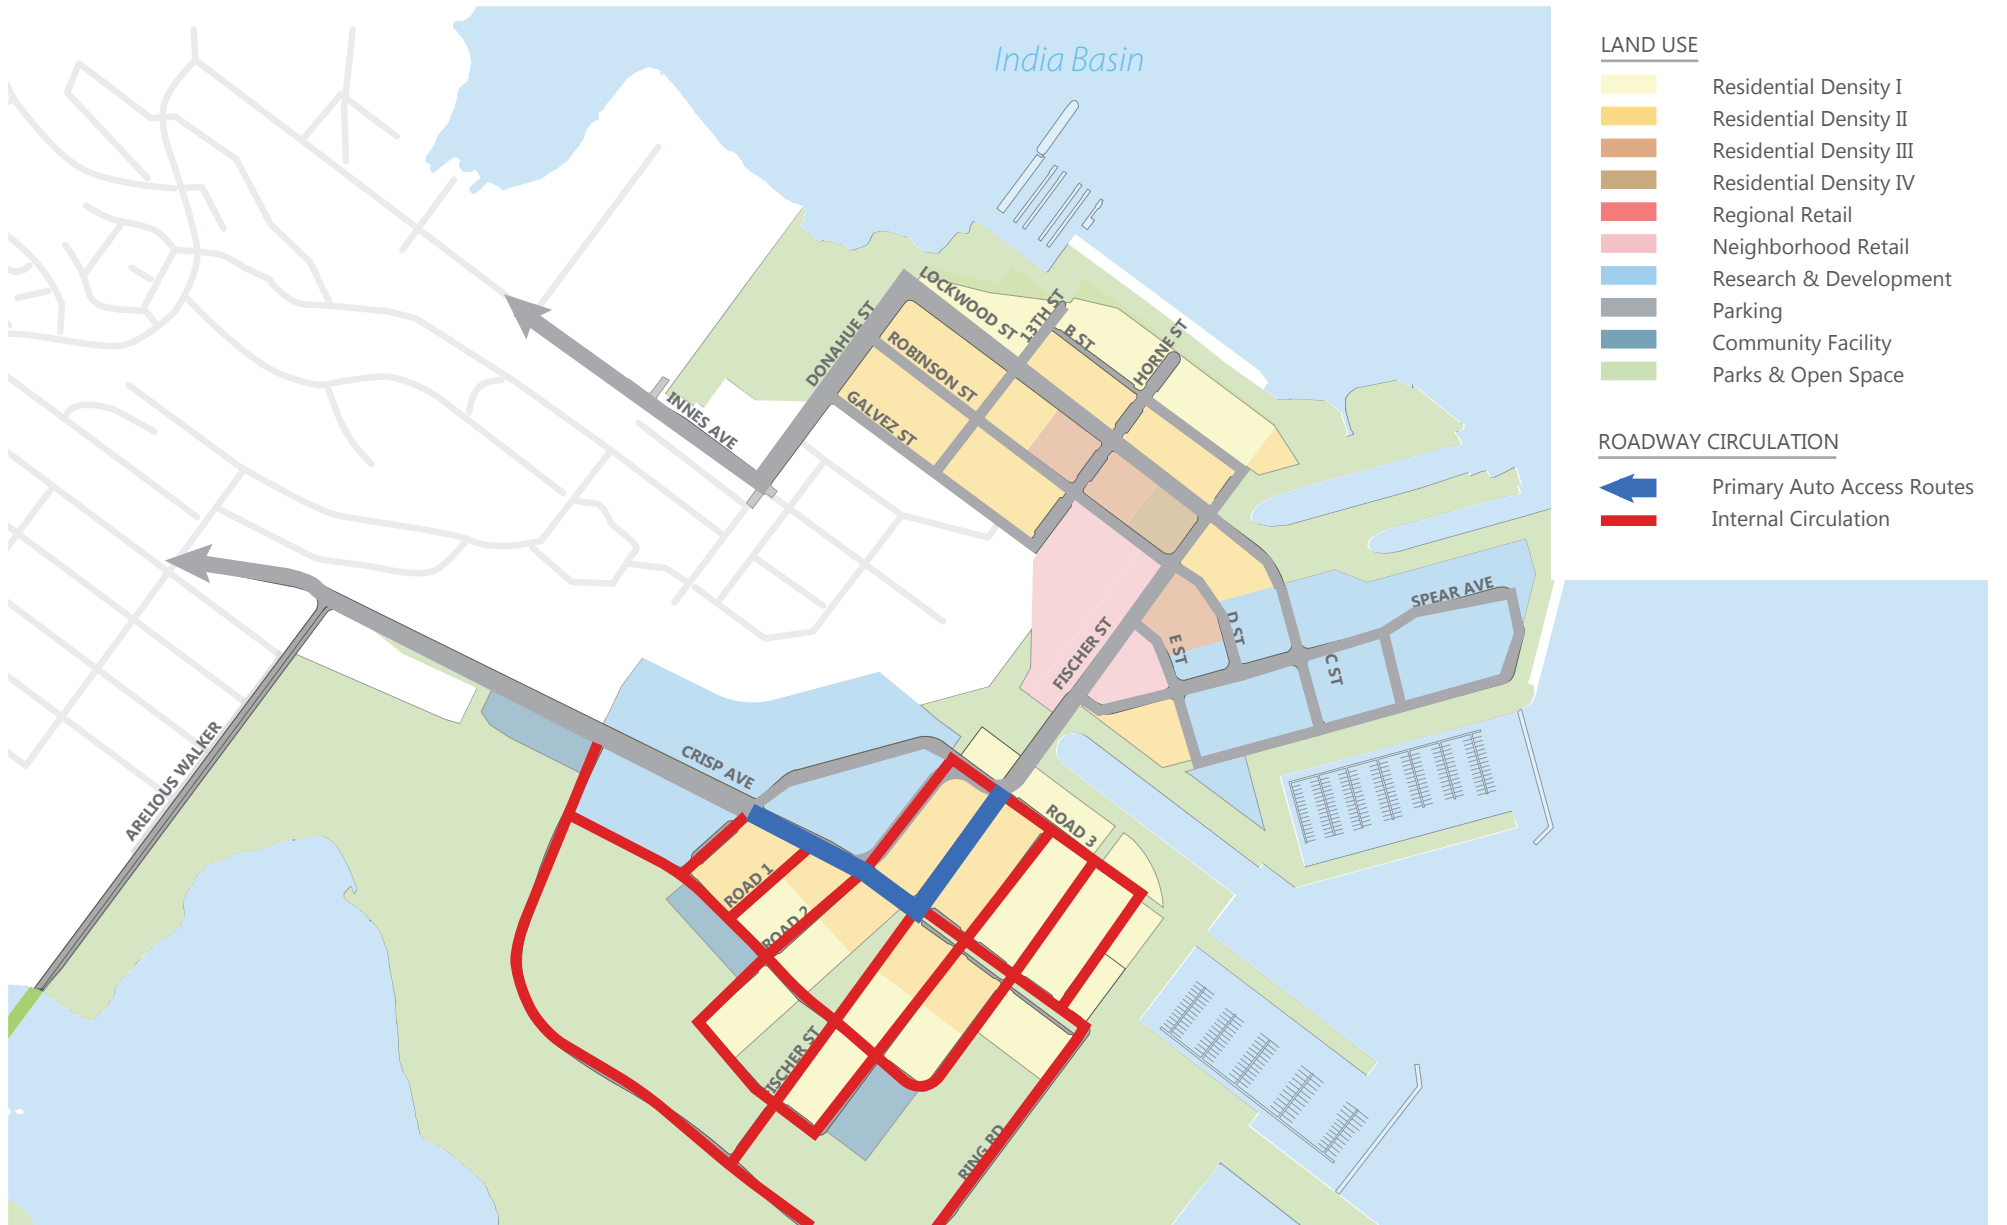 India Basin
LAND USE
Residential Density I
Residential Density II
Residential Density III
Residential Density IV
Regional Retail
Neighborhood Retail
Research & Development
Parking
Community Facility
Parks & Open Space
ROADWAY CIRCULATION
Primary Auto Access Routes
Internal Circulation
LOCKWOOD ST
13TH ST
B ST
HORNE ST
DONAHUE ST
ROBINSON ST
GALVEZ ST
INNES AVE
SPEAR AVE
D ST
E ST
C ST
FISCHER ST
CRISP AVE
ARELIOUS WALKER
ROAD 3
ROAD 1
ROAD 2
FISCHER ST
RING RD